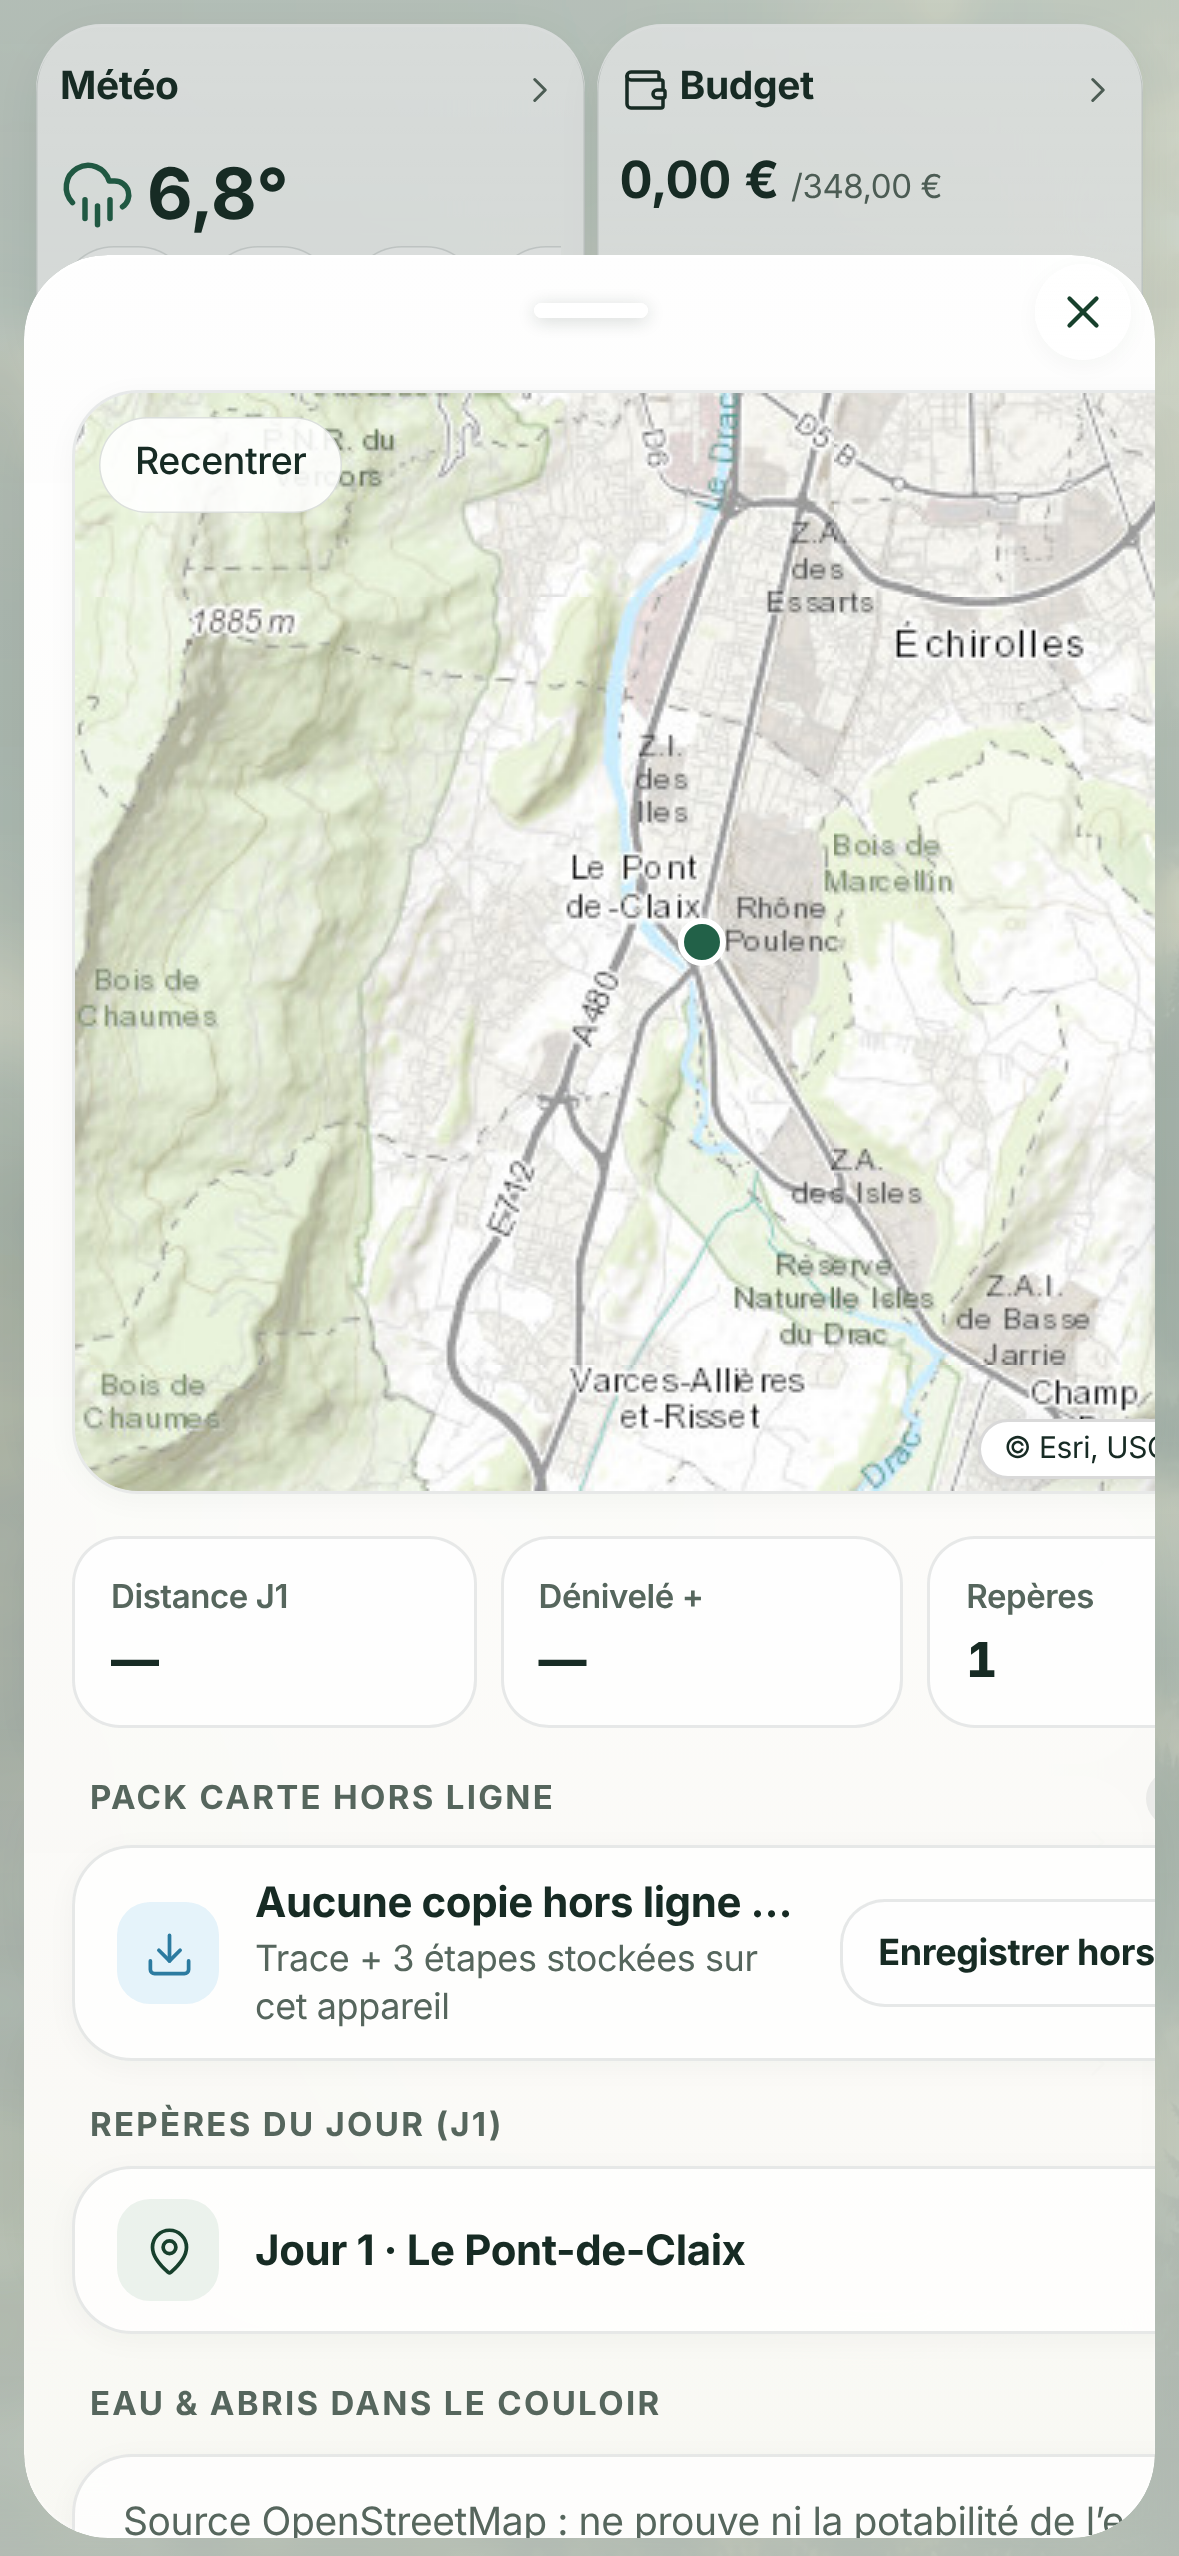 Météo
Budget
6,8°
0,00 € /348,00 €
Recentrer
P.N.R. du
Vercors
D6
Le Drac
D5 B
Z.A.
des
Essarts
1885 m
Échirolles
Z.I.
des
Iles
Le Pont
de-Claix
Bois de
Marcellin
Rhône
Poulenc
Bois de
Chaumes
A480
E712
Z.A.
des Isles
Réserve
Naturelle Isles
du Drac
Z.A.I.
de Basse
Jarrie
Varces-Allières
et-Risset
Bois de
Chaumes
Champ
Drac
© Esri, USG
Distance J1
—
Dénivelé +
—
Repères
1
PACK CARTE HORS LIGNE
Aucune copie hors ligne ...
Trace + 3 étapes stockées sur
cet appareil
Enregistrer hors
REPÈRES DU JOUR (J1)
Jour 1 · Le Pont-de-Claix
EAU & ABRIS DANS LE COULOIR
Source OpenStreetMap : ne prouve ni la potabilité de l’e